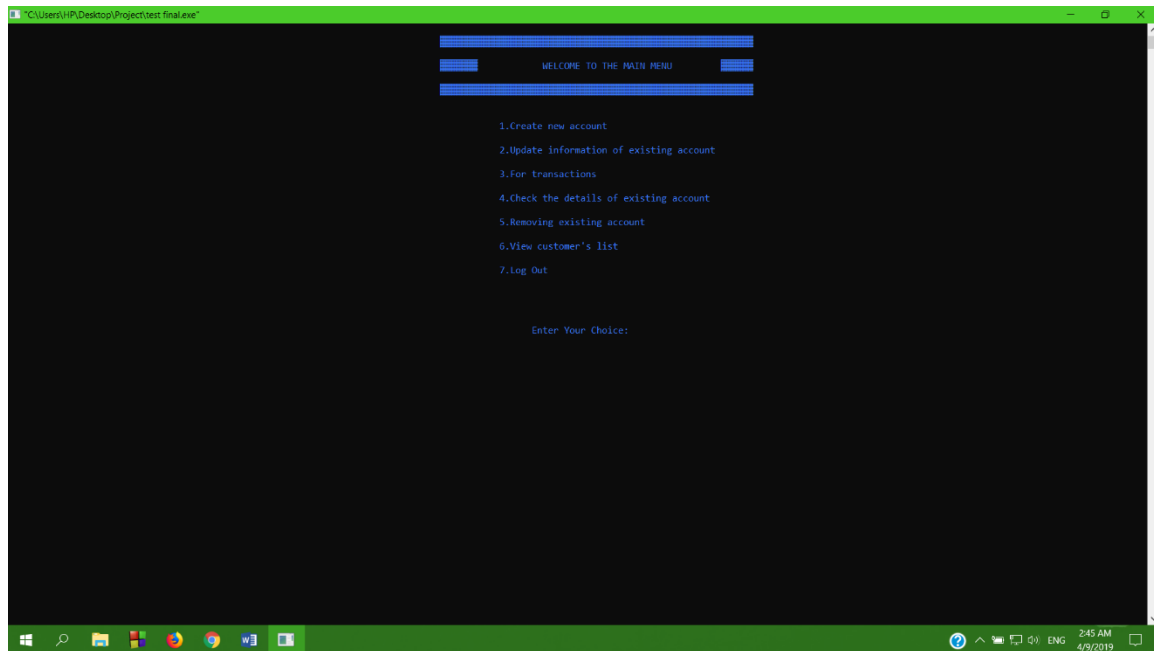 "C:\Users\HP\Desktop\Project\test final.exe"
WELCOME TO THE MAIN MENU
1.Create new account
2.Update information of existing account
3.For transactions
4.Check the details of existing account
5.Removing existing account
6.View customer's list
7.Log Out
Enter Your Choice:
ENG
2:45 AM
4/9/2019